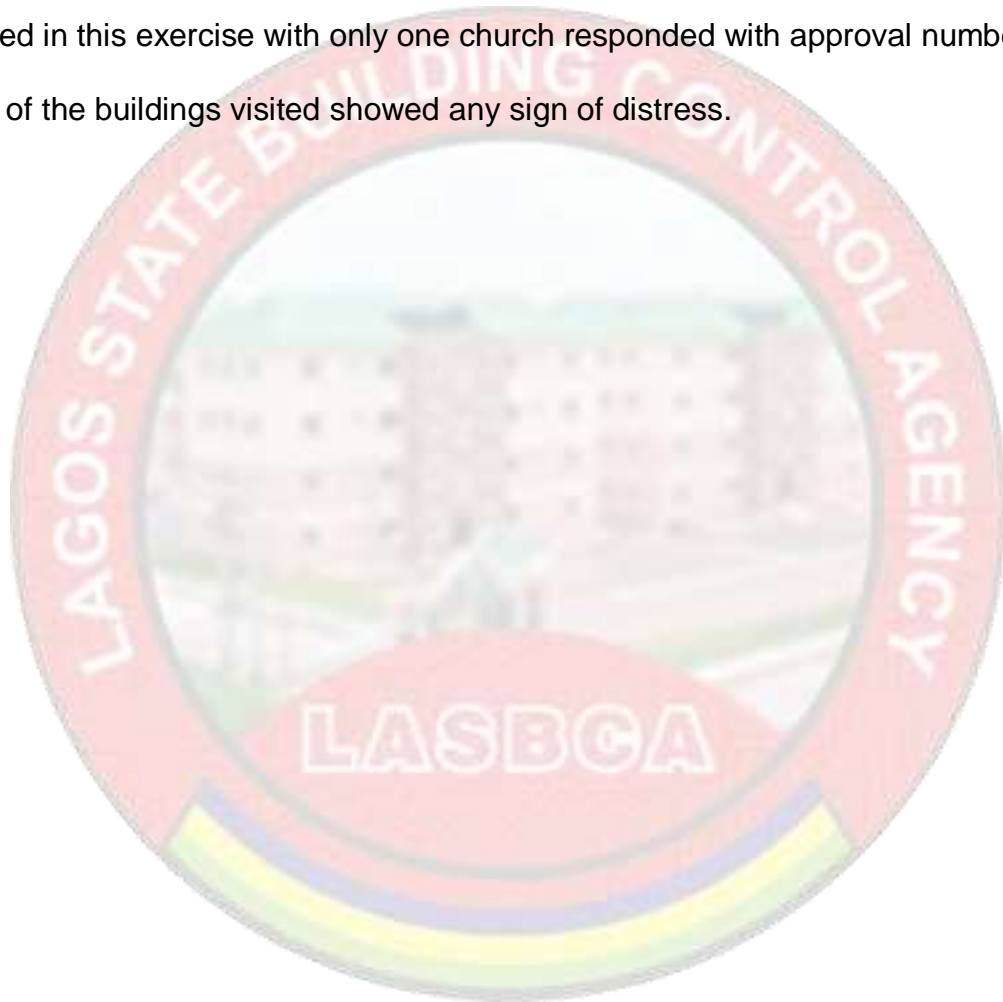 ed in this exercise with only one church responded with approval numbe
of the buildings visited showed any sign of distress.
LAGOS STATE BUILDING CONTROL AGENCY
LASBCA